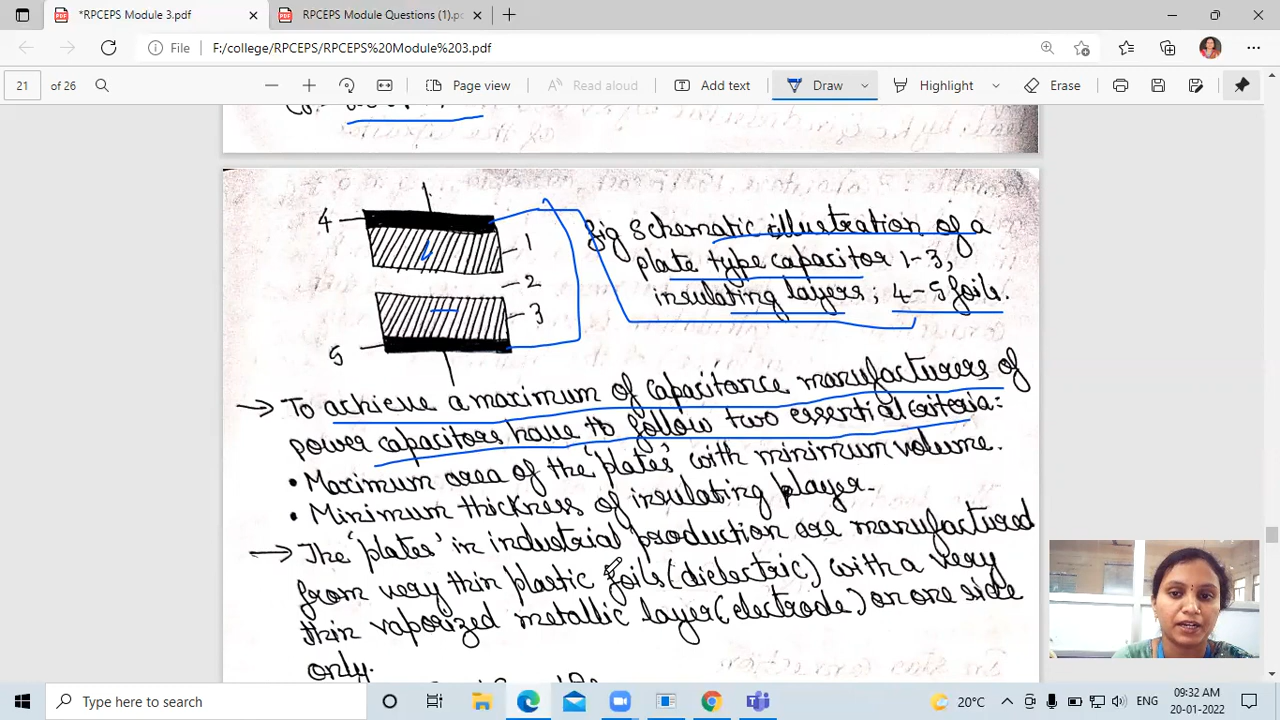 *RPCEPS Module 3.pdf
RPCEPS Module Questions (1).pc
File
F:/college/RPCEPS/RPCEPS%20Module%203.pdf
21 of 26
Page view
Read aloud
Add text
Draw
Highlight
Erase
4
1
2
3
5
fig schematic illustration of a
plate type capacitor 1-3,
insulating layers; 4-5 foils.
→ To achieve a maximum of capacitance manufacturers of
power capacitors have to follow two essential criteria:
• Maximum area of the 'plates' with minimum volume.
• Minimum thickness of insulating player.
→ The 'plates' in industrial production are manufactured
from very thin plastic foils (dielectric) with a very
thin vaporized metallic layer (electrode) on one side
only.
Type here to search
20°C
ENG
09:32 AM
20-01-2022